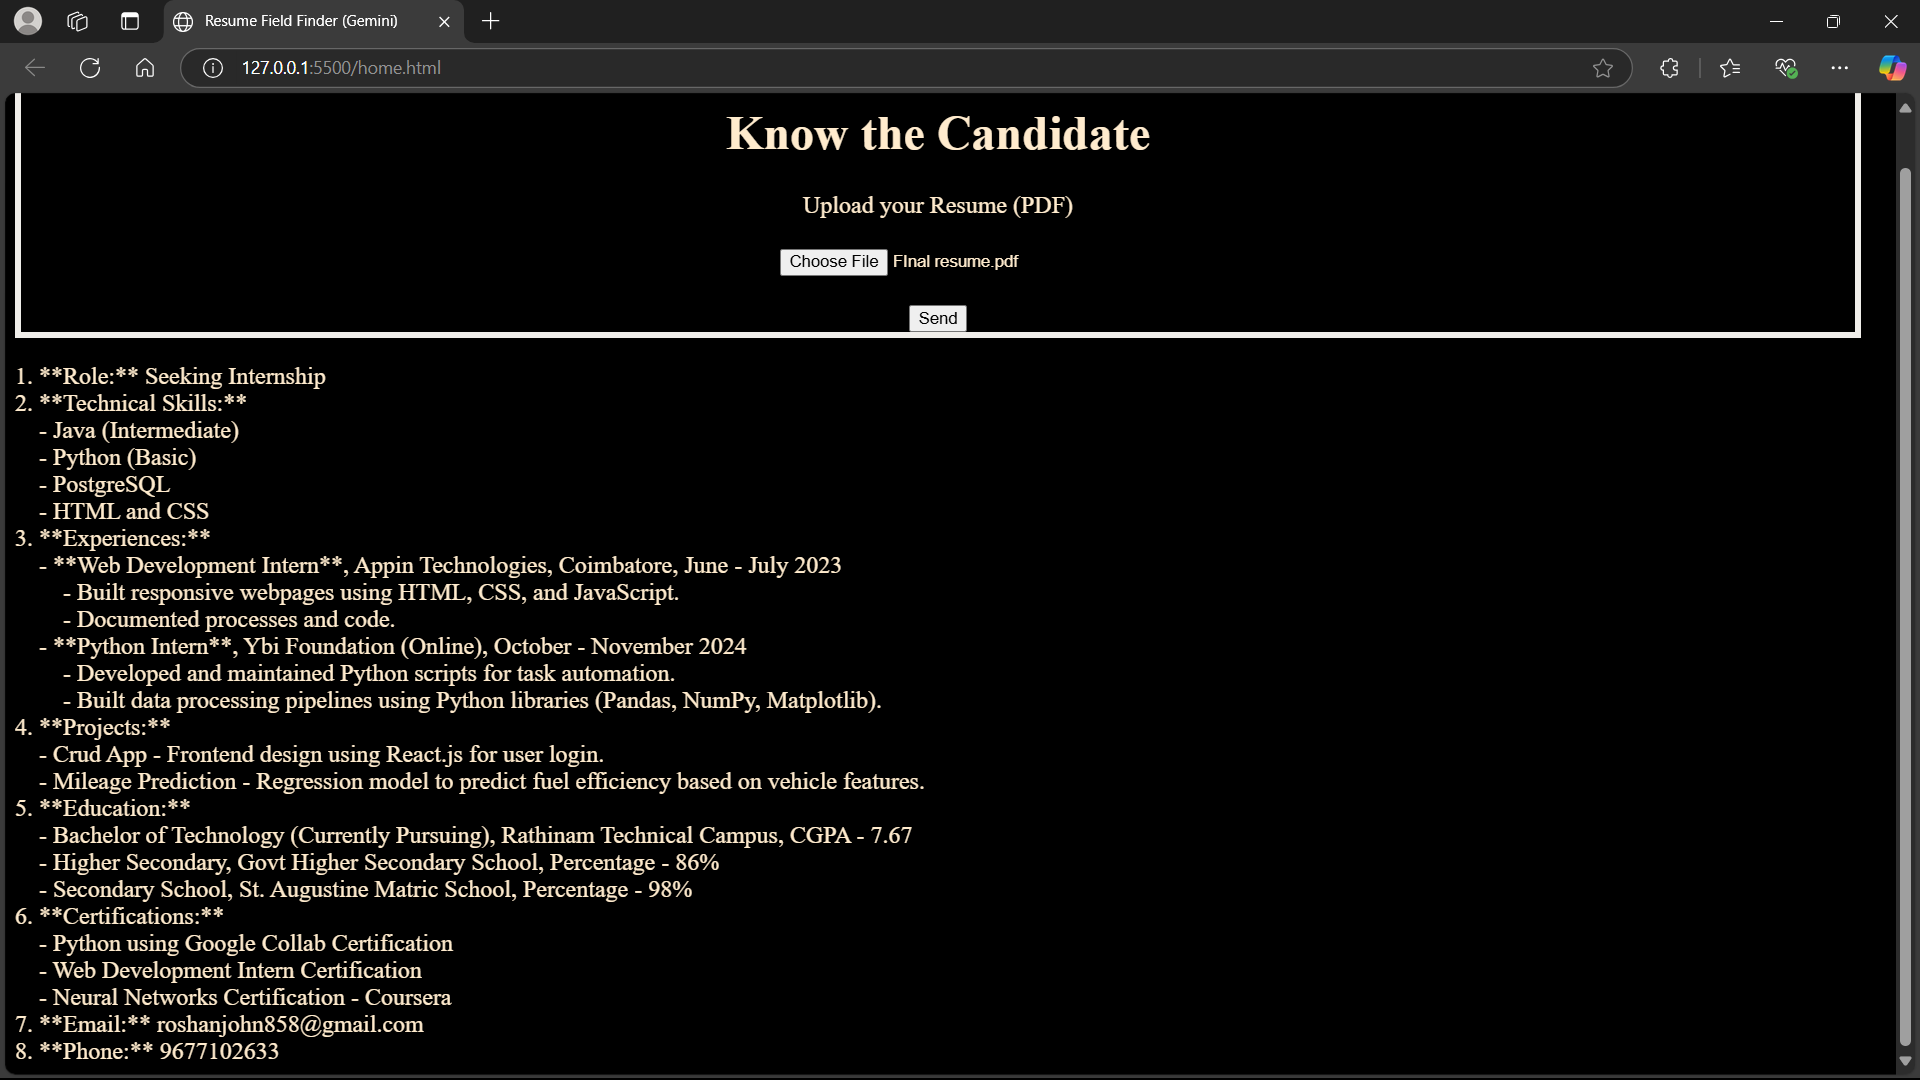 Resume Field Finder (Gemini)
127.0.0.1:5500/home.html
Know the Candidate
Upload your Resume (PDF)
Choose File FInal resume.pdf
Send
1. **Role:** Seeking Internship
2. **Technical Skills:**
- Java (Intermediate)
- Python (Basic)
- PostgreSQL
- HTML and CSS
3. **Experiences:**
- **Web Development Intern**, Appin Technologies, Coimbatore, June - July 2023
- Built responsive webpages using HTML, CSS, and JavaScript.
- Documented processes and code.
- **Python Intern**, Ybi Foundation (Online), October - November 2024
- Developed and maintained Python scripts for task automation.
- Built data processing pipelines using Python libraries (Pandas, NumPy, Matplotlib).
4. **Projects:**
- Crud App - Frontend design using React.js for user login.
- Mileage Prediction - Regression model to predict fuel efficiency based on vehicle features.
5. **Education:**
- Bachelor of Technology (Currently Pursuing), Rathinam Technical Campus, CGPA - 7.67
- Higher Secondary, Govt Higher Secondary School, Percentage - 86%
- Secondary School, St. Augustine Matric School, Percentage - 98%
6. **Certifications:**
- Python using Google Collab Certification
- Web Development Intern Certification
- Neural Networks Certification - Coursera
7. **Email:** roshanjohn858@gmail.com
8. **Phone:** 9677102633